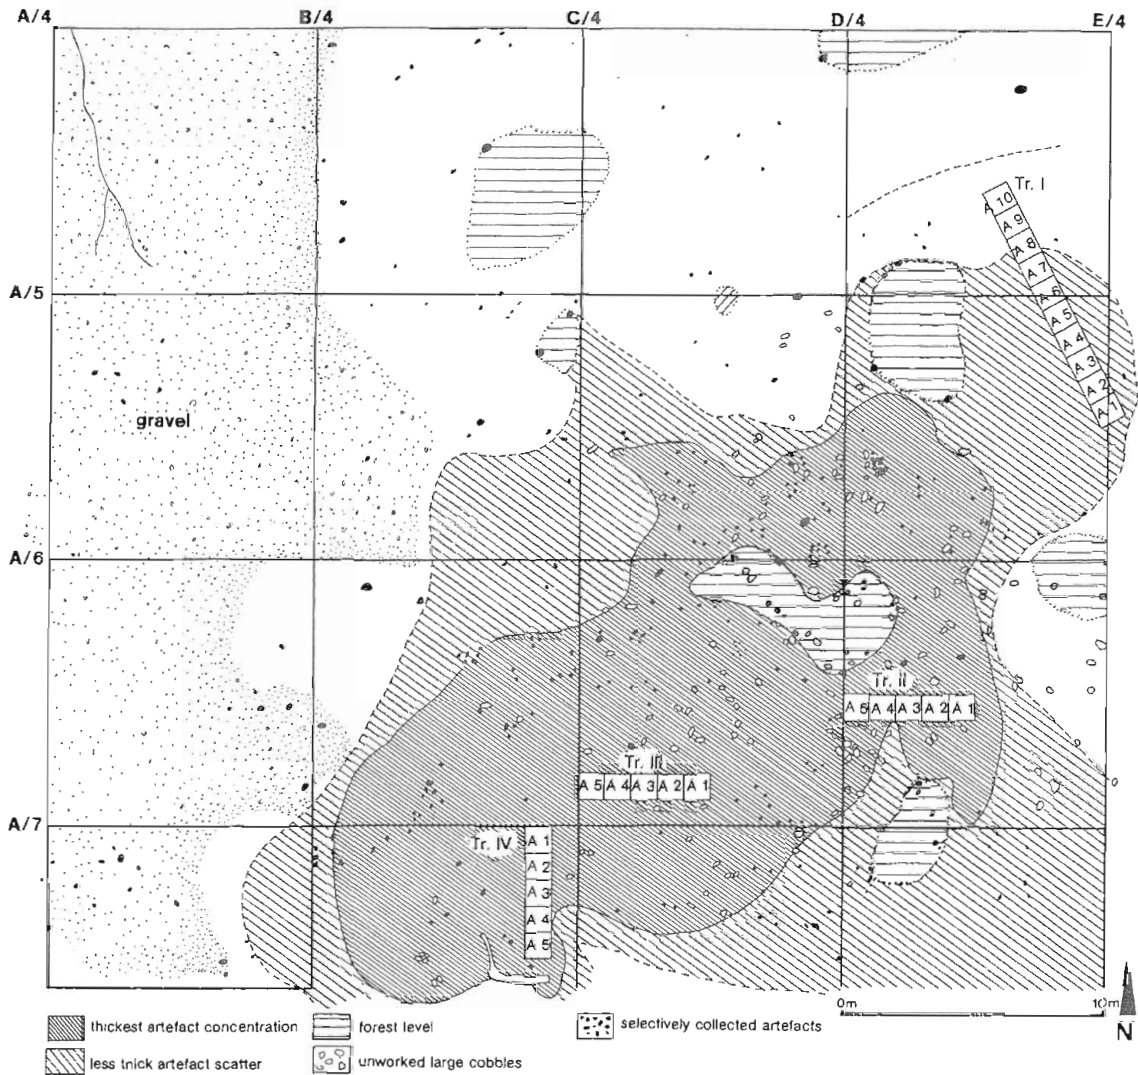 A/4 B/4 C/4 D/4 E/4
Tr. I
A 10
A 9
A 8
A 7
A/5
A 6
A 5
A 4
A 3
A 2
A 1
gravel
A/6
Tr. II
A 5 A 4 A 3 A 2 A 1
Tr. III
A 5 A 4 A 3 A 2 A 1
A/7
Tr. IV
A 1
A 2
A 3
A 4
A 5
0m 10m
N
thickest artefact concentration
forest level
selectively collected artefacts
less tnick artefact scatter
unworked large cobbles